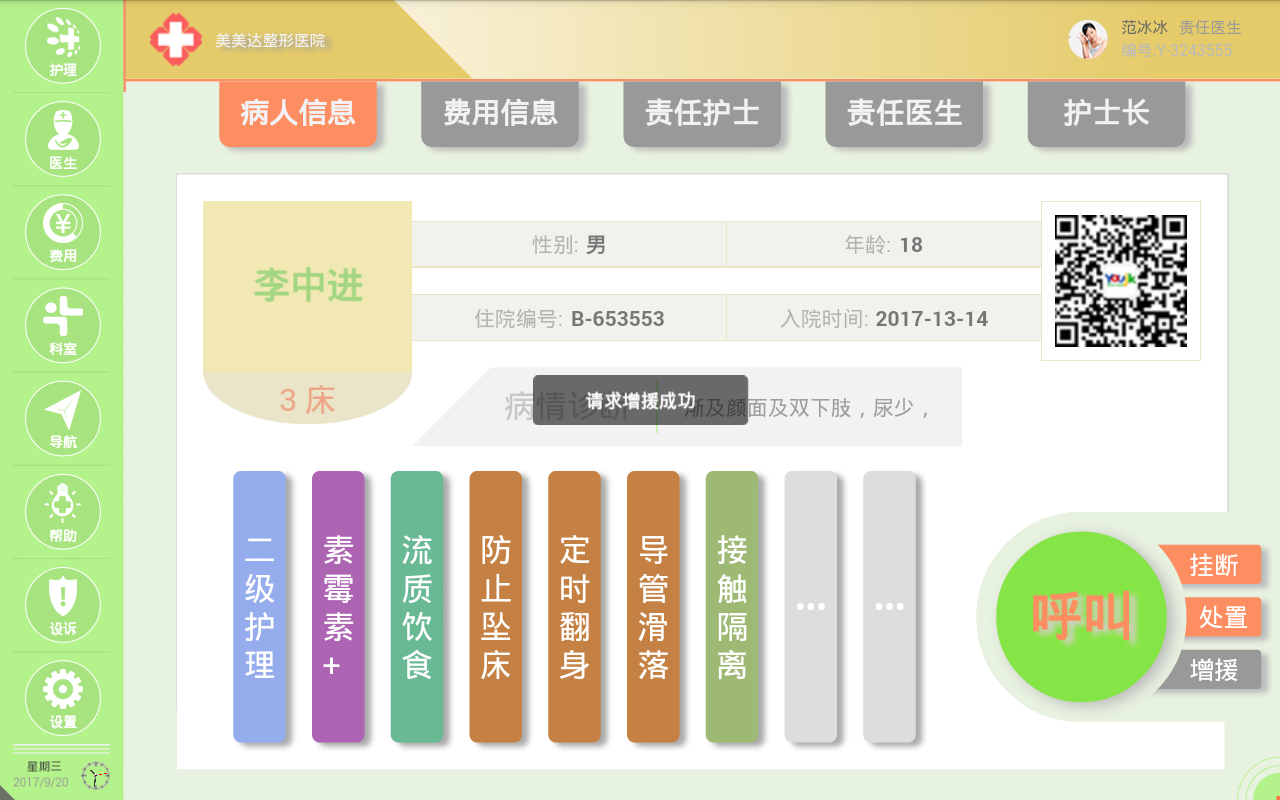 美美达整形医院
范冰冰 责任医生
编号:Y-3243555
护理
医生
费用
科室
导航
帮助
设诉
设置
星期三
2017/9/20
病人信息
费用信息
责任护士
责任医生
护士长
李中进
3 床
性别: 男
年龄: 18
住院编号: B-653553
入院时间: 2017-13-14
病情诊断
渐及颜面及双下肢，尿少，
请求增援成功
二级护理
素霉素+
流质饮食
防止坠床
定时翻身
导管滑落
接触隔离
...
...
呼叫
挂断
处置
增援